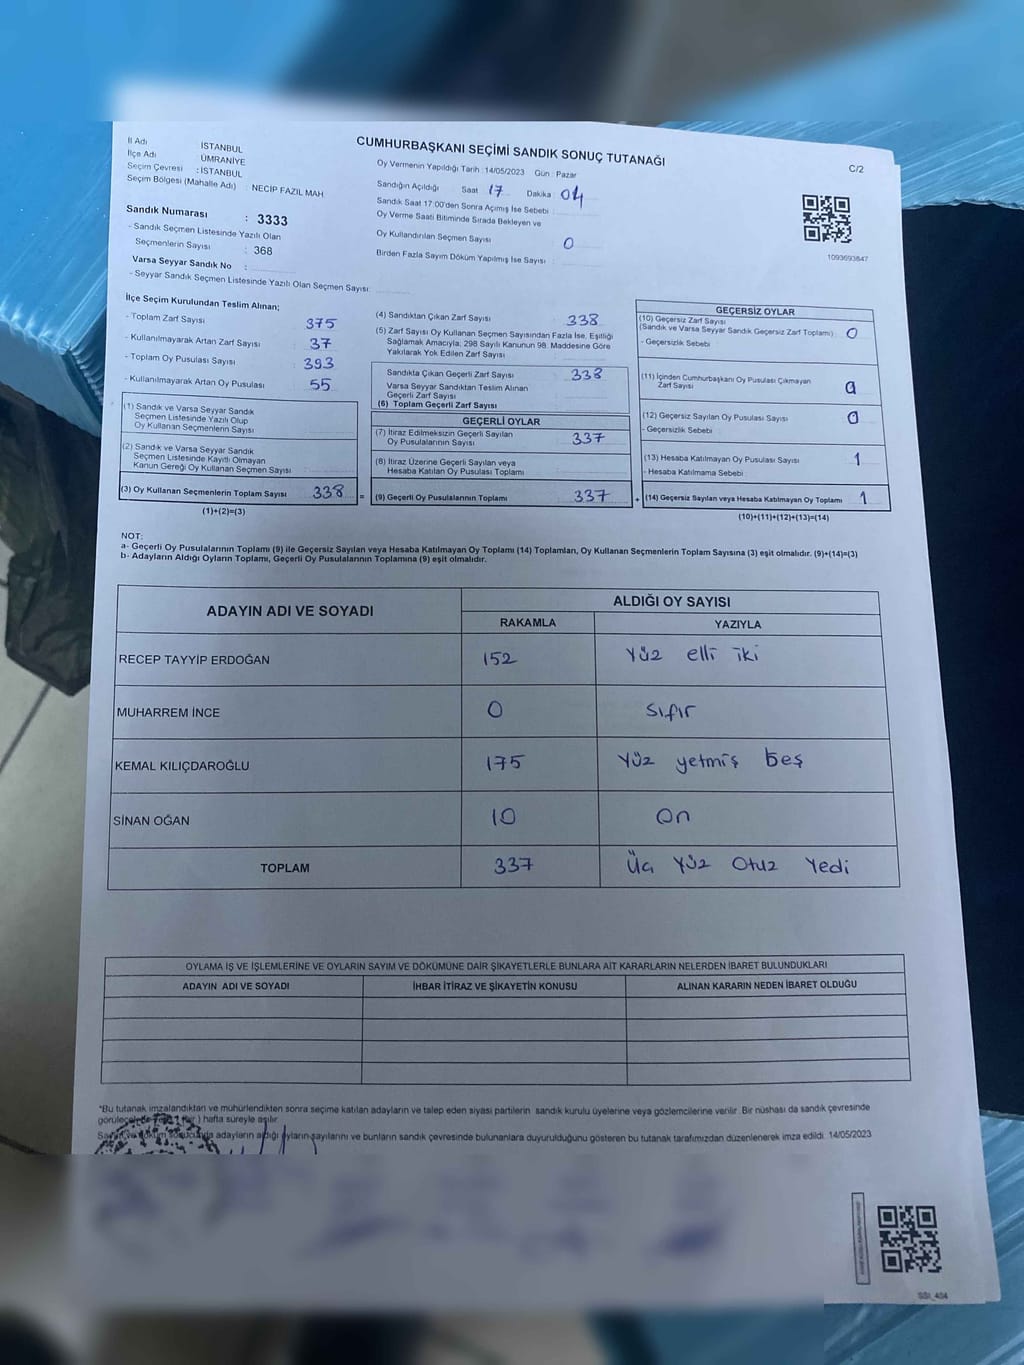 CUMHURBAŞKANI SEÇİMİ SANDIK SONUÇ TUTANAĞI
C/2
İl Adı İSTANBUL
İlçe Adı ÜMRANİYE
Seçim Çevresi : İSTANBUL
Seçim Bölgesi (Mahalle Adı) NECİP FAZIL MAH.
Sandık Numarası : 3333
- Sandık Seçmen Listesinde Yazılı Olan
Seçmenlerin Sayısı : 368
Varsa Seyyar Sandık No :
- Seyyar Sandık Seçmen Listesinde Yazılı Olan Seçmen Sayısı:
Oy Vermenin Yapıldığı Tarih : 14/05/2023 Gün : Pazar
Sandığın Açıldığı Saat 17 Dakika : 04
Sandık Saat 17:00'den Sonra Açımış İse Sebebi :
Oy Verme Saati Bitiminde Sırada Bekleyen ve
Oy Kullandırılan Seçmen Sayısı 0
Birden Fazla Sayım Döküm Yapılmış İse Sayısı :
1093693847
İlçe Seçim Kurulundan Teslim Alınan;
- Toplam Zarf Sayısı 375
- Kullanılmayarak Artan Zarf Sayısı 37
- Toplam Oy Pusulası Sayısı 393
- Kullanılmayarak Artan Oy Pusulası 55
(1) Sandık ve Varsa Seyyar Sandık
Seçmen Listesinde Yazılı Olup
Oy Kullanan Seçmenlerin Sayısı
(2) Sandık ve Varsa Seyyar Sandık
Seçmen Listesinde Kayıtlı Olmayan
Kanun Gereği Oy Kullanan Seçmen Sayısı :
(3) Oy Kullanan Seçmenlerin Toplam Sayısı 338 =
(1)+(2)=(3)
(4) Sandıktan Çıkan Zarf Sayısı 338
(5) Zarf Sayısı Oy Kullanan Seçmen Sayısından Fazla İse, Eşitliği
Sağlamak Amacıyla, 298 Sayılı Kanunun 98. Maddesine Göre
Yakılarak Yok Edilen Zarf Sayısı
Sandıkta Çıkan Geçerli Zarf Sayısı 338
Varsa Seyyar Sandıktan Teslim Alınan
Geçerli Zarf Sayısı
(6) Toplam Geçerli Zarf Sayısı
GEÇERLİ OYLAR
(7) İtiraz Edilmeksizin Geçerli Sayılan
Oy Pusulalarının Sayısı 337
(8) İtiraz Üzerine Geçerli Sayılan veya
Hesaba Katılan Oy Pusulası Toplamı
(9) Geçerli Oy Pusulalarının Toplamı 337 +
GEÇERSİZ OYLAR
(10) Geçersiz Zarf Sayısı
(Sandık ve Varsa Seyyar Sandık Geçersiz Zarf Toplamı) : 0
- Geçersizlik Sebebi
(11) İçinden Cumhurbaşkanı Oy Pusulası Çıkmayan
Zarf Sayısı 0
(12) Geçersiz Sayılan Oy Pusulası Sayısı 0
- Geçersizlik Sebebi
(13) Hesaba Katılmayan Oy Pusulası Sayısı 1
- Hesaba Katılmama Sebebi
(14) Geçersiz Sayılan veya Hesaba Katılmayan Oy Toplamı 1
(10)+(11)+(12)+(13)=(14)
NOT:
a- Geçerli Oy Pusulalarının Toplamı (9) ile Geçersiz Sayılan veya Hesaba Katılmayan Oy Toplamı (14) Toplamları, Oy Kullanan Seçmenlerin Toplam Sayısına (3) eşit olmalıdır. (9)+(14)=(3)
b- Adayların Aldığı Oyların Toplamı, Geçerli Oy Pusulalarının Toplamına (9) eşit olmalıdır.
ADAYIN ADI VE SOYADI ALDIĞI OY SAYISI
RAKAMLA YAZIYLA
RECEP TAYYİP ERDOĞAN 152 Yüz elli iki
MUHARREM İNCE 0 Sıfır
KEMAL KILIÇDAROĞLU 175 Yüz yetmiş beş
SİNAN OĞAN 10 On
TOPLAM 337 Üç Yüz Otuz Yedi
OYLAMA İŞ VE İŞLEMLERİNE VE OYLARIN SAYIM VE DÖKÜMÜNE DAİR ŞİKAYETLERLE BUNLARA AİT KARARLARIN NELERDEN İBARET BULUNDUKLARI
ADAYIN ADI VE SOYADI İHBAR İTİRAZ VE ŞİKAYETİN KONUSU ALINAN KARARIN NEDEN İBARET OLDUĞU
*Bu tutanak imzalandıktan ve mühürlendikten sonra seçime katılan adayların ve talep eden siyasi partilerin sandık kurulu üyelerine veya gözlemcilerine verilir. Bir nüshası da sandık çevresinde
) hafta süreyle asılır.
adayların aldığı oyların sayılarını ve bunların sandık çevresinde bulunanlara duyurulduğunu gösteren bu tutanak tarafımızdan düzenlenerek imza edildi. 14/05/2023